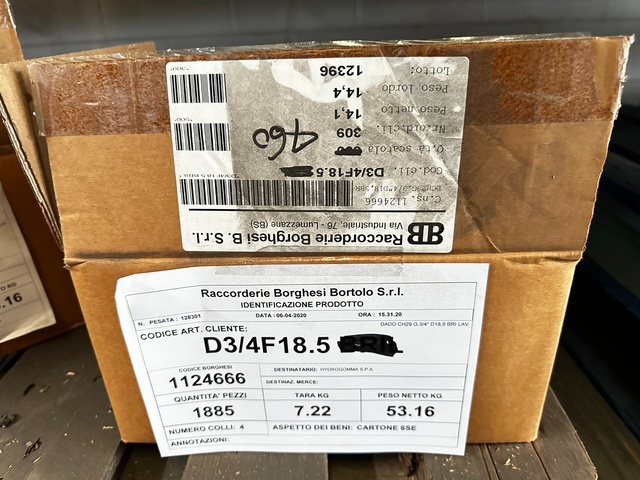 BB Raccorderie Borghesi B. S.r.l.
Via Industriale, 76 - Lumezzane (BS)
C.ns. 1124666
Cod.cli. D3/4F18.5
Q.tà scatola 460
Nr.ord.cli. 309
Peso netto 14,1
Peso lordo 14,4
Lotto: 12396
Raccorderie Borghesi Bortolo S.r.l.
IDENTIFICAZIONE PRODOTTO
N. PESATA : 128301 DATA : 06-04-2020 ORA : 15.31.20
CODICE ART. CLIENTE: DADO CH29 G.3/4" D18,5 BRI LAV.
D3/4F18.5
CODICE BORGHESI DESTINATARIO: HYDROGOMMA S.P.A
1124666 DESTINAZ. MERCE:
QUANTITA' PEZZI TARA KG PESO NETTO KG
1885 7.22 53.16
NUMERO COLLI: 4 ASPETTO DEI BENI: CARTONE 6SE
ANNOTAZIONI:
KG
.16